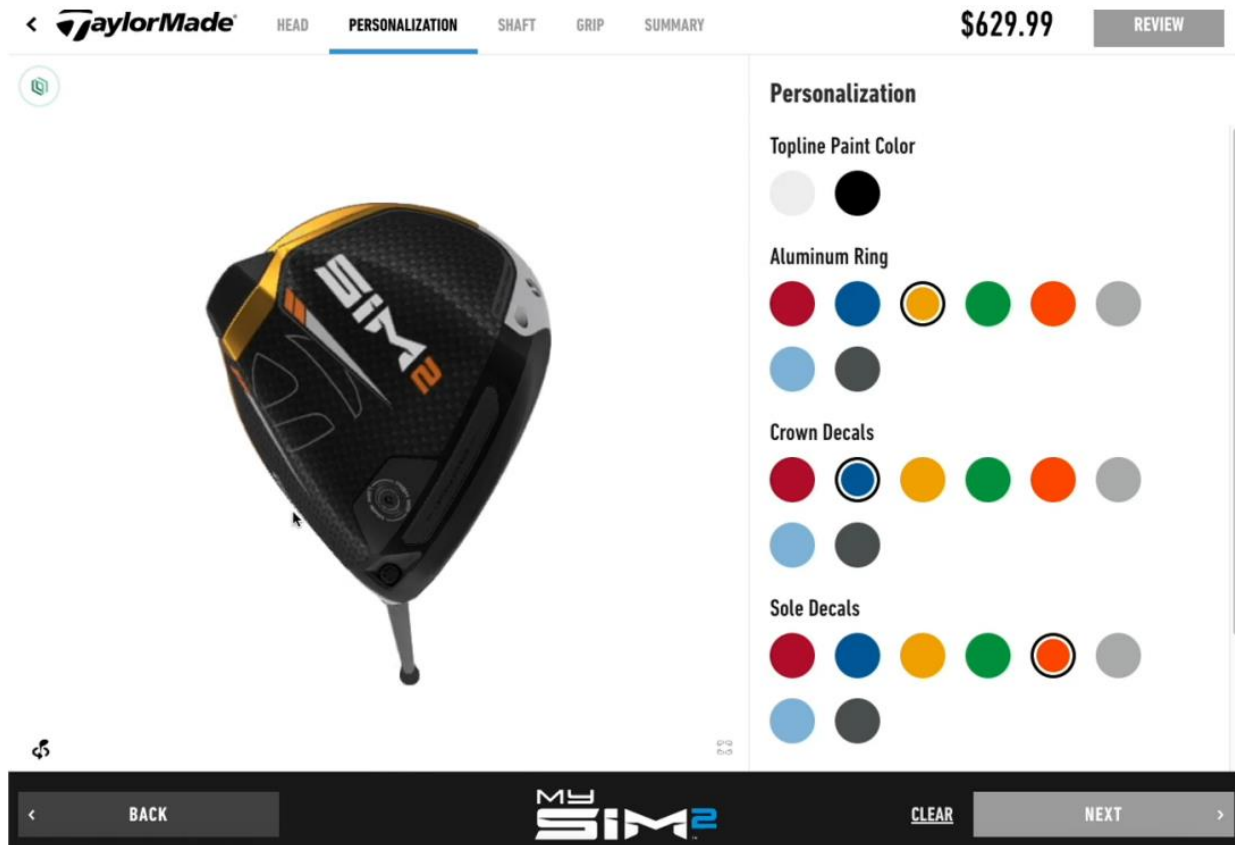 TaylorMade
HEAD
PERSONALIZATION
SHAFT
GRIP
SUMMARY
$629.99
REVIEW
Personalization
Topline Paint Color
Aluminum Ring
SIM2
Crown Decals
Sole Decals
BACK
MY
SIM2
CLEAR
NEXT